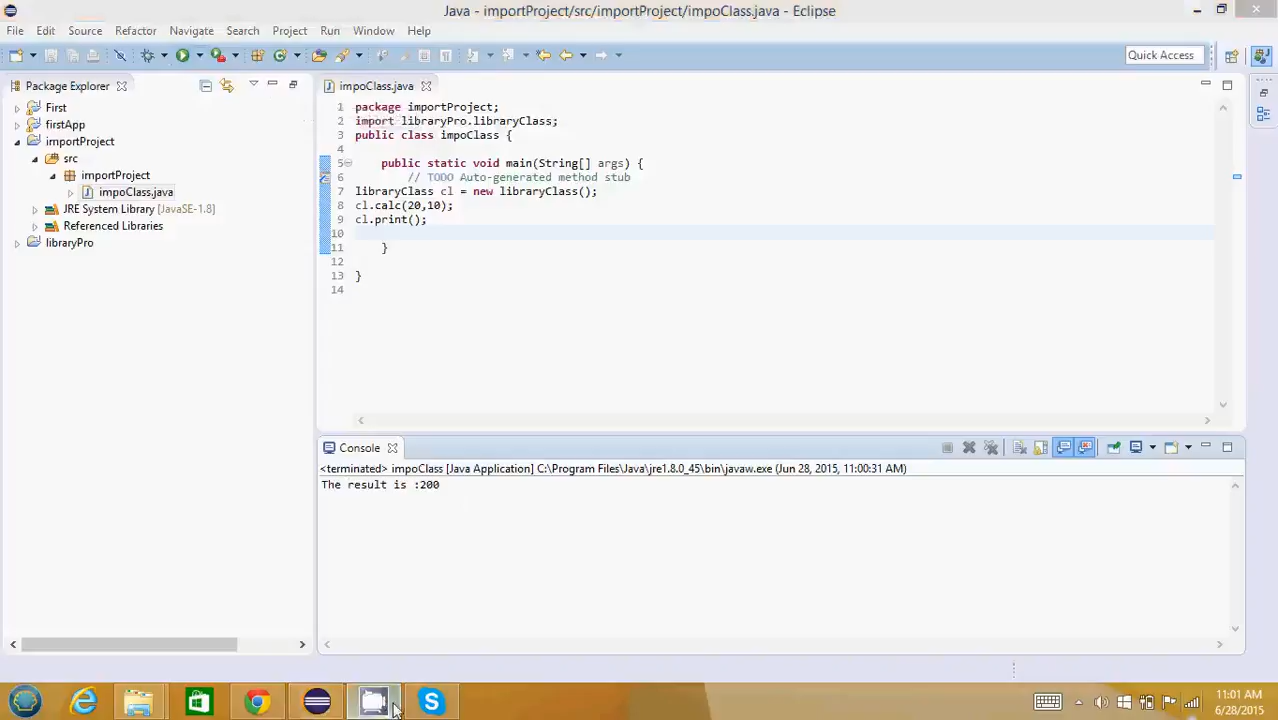 Java - importProject/src/importProject/impoClass.java - Eclipse
File Edit Source Refactor Navigate Search Project Run Window Help
Quick Access
Package Explorer
First
firstApp
importProject
src
importProject
impoClass.java
JRE System Library [JavaSE-1.8]
Referenced Libraries
libraryPro
impoClass.java
1 package importProject;
2 import libraryPro.libraryClass;
3 public class impoClass {
4
5 public static void main(String[] args) {
6 // TODO Auto-generated method stub
7 libraryClass cl = new libraryClass();
8 cl.calc(20,10);
9 cl.print();
10
11 }
12
13 }
14
Console
<terminated> impoClass [Java Application] C:\Program Files\Java\jre1.8.0_45\bin\javaw.exe (Jun 28, 2015, 11:00:31 AM)
The result is :200
11:01 AM
6/28/2015